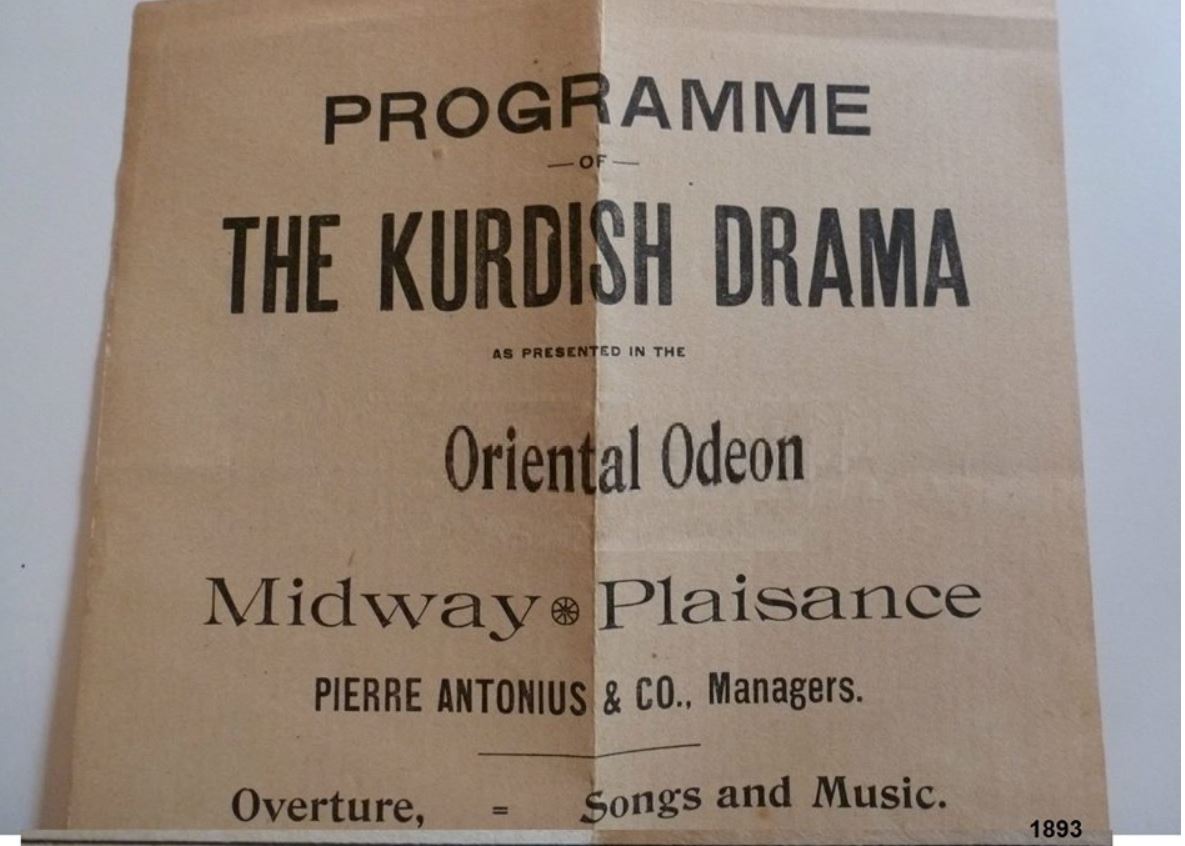 PROGRAMME
— OF —
THE KURDISH DRAMA
AS PRESENTED IN THE
Oriental Odeon
Midway Plaisance
PIERRE ANTONIUS & CO., Managers.
Overture, = Songs and Music.
1893